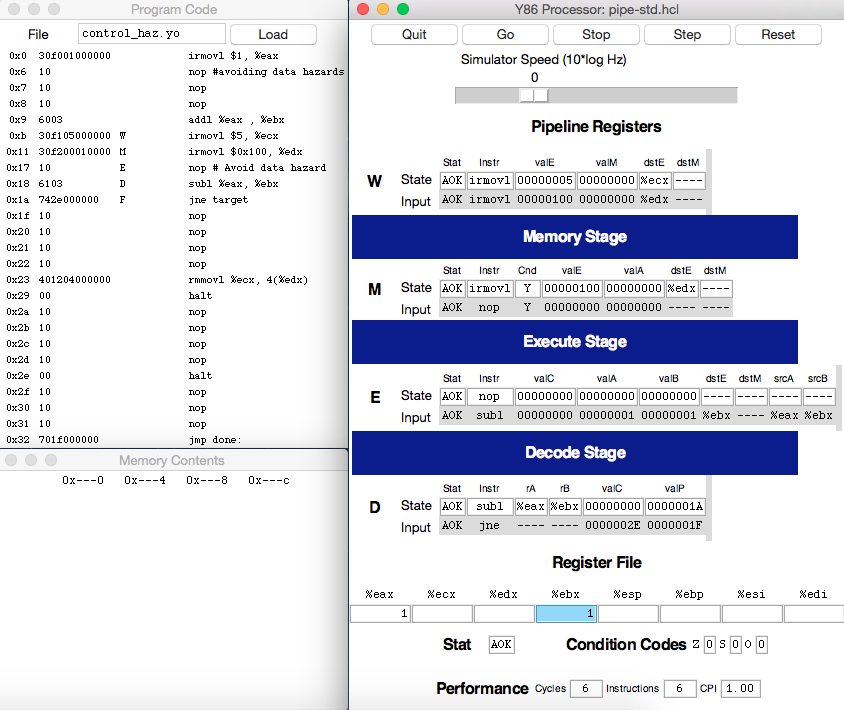 Program Code
File control_haz.yo Load
0x0 30f001000000 irmovl $1, %eax
0x6 10 nop #avoiding data hazards
0x7 10 nop
0x8 10 nop
0x9 6003 addl %eax , %ebx
0xb 30f105000000 W irmovl $5, %ecx
0x11 30f200010000 M irmovl $0x100, %edx
0x17 10 E nop # Avoid data hazard
0x18 6103 D subl %eax, %ebx
0x1a 742e000000 F jne target
0x1f 10 nop
0x20 10 nop
0x21 10 nop
0x22 10 nop
0x23 401204000000 rmmovl %ecx, 4(%edx)
0x29 00 halt
0x2a 10 nop
0x2b 10 nop
0x2c 10 nop
0x2d 10 nop
0x2e 00 halt
0x2f 10 nop
0x30 10 nop
0x31 10 nop
0x32 701f000000 jmp done:
Memory Contents
0x---0 0x---4 0x---8 0x---c
Y86 Processor: pipe-std.hcl
Quit Go Stop Step Reset
Simulator Speed (10*log Hz)
0
Pipeline Registers
Stat Instr valE valM dstE dstM
W State AOK irmovl 00000005 00000000 %ecx ----
Input AOK irmovl 00000100 00000000 %edx ----
Memory Stage
Stat Instr Cnd valE valA dstE dstM
M State AOK irmovl Y 00000100 00000000 %edx ----
Input AOK nop Y 00000000 00000000 ---- ----
Execute Stage
Stat Instr valC valA valB dstE dstM srcA srcB
E State AOK nop 00000000 00000000 00000000 ---- ---- ---- ----
Input AOK subl 00000000 00000001 00000001 %ebx ---- %eax %ebx
Decode Stage
Stat Instr rA rB valC valP
D State AOK subl %eax %ebx 00000000 0000001A
Input AOK jne ---- ---- 0000002E 0000001F
Register File
%eax %ecx %edx %ebx %esp %ebp %esi %edi
1 1
Stat AOK Condition Codes Z 0 S 0 O 0
Performance Cycles 6 Instructions 6 CPI 1.00